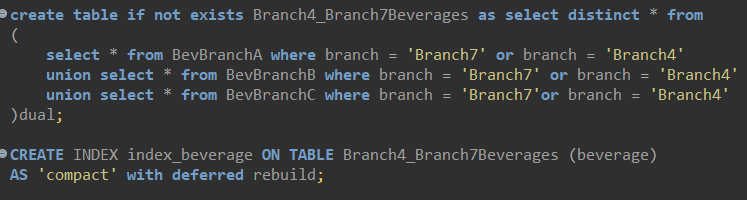 create table if not exists Branch4_Branch7Beverages as select distinct * from
(
select * from BevBranchA where branch = 'Branch7' or branch = 'Branch4'
union select * from BevBranchB where branch = 'Branch7' or branch = 'Branch4'
union select * from BevBranchC where branch = 'Branch7'or branch = 'Branch4'
)dual;
CREATE INDEX index_beverage ON TABLE Branch4_Branch7Beverages (beverage)
AS 'compact' with deferred rebuild;